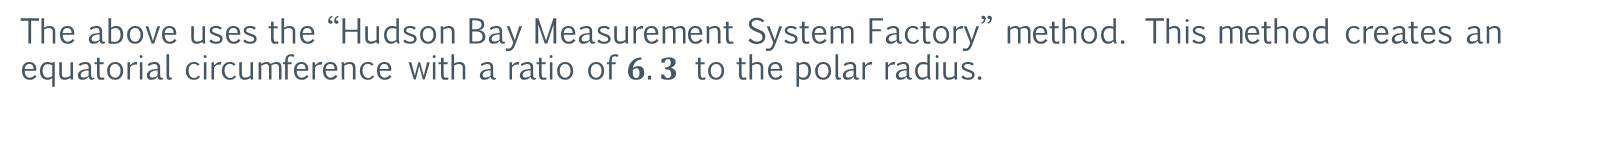 The above uses the “Hudson Bay Measurement System Factory” method. This method creates an
equatorial circumference with a ratio of 6.3 to the polar radius.